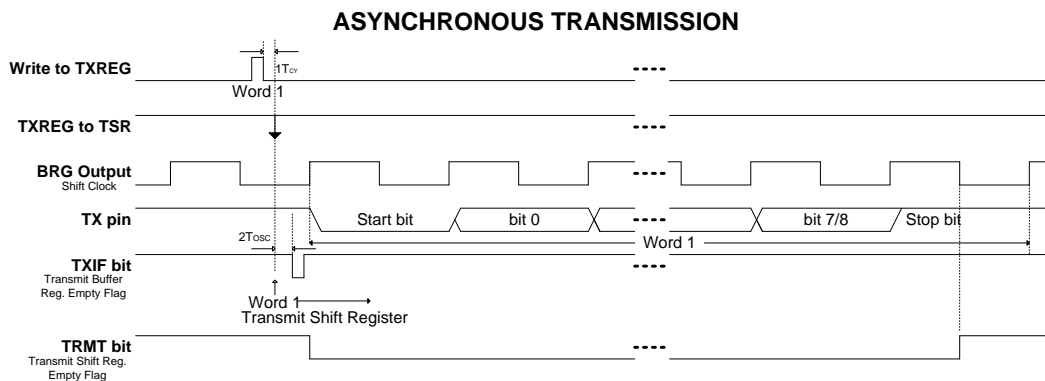 ASYNCHRONOUS TRANSMISSION
Write to TXREG
1TCY
Word 1
TXREG to TSR
BRG Output
Shift Clock
TX pin
Start bit
bit 0
bit 7/8
Stop bit
2TOSC
Word 1
TXIF bit
Transmit Buffer
Reg. Empty Flag
Word 1
Transmit Shift Register
TRMT bit
Transmit Shift Reg.
Empty Flag